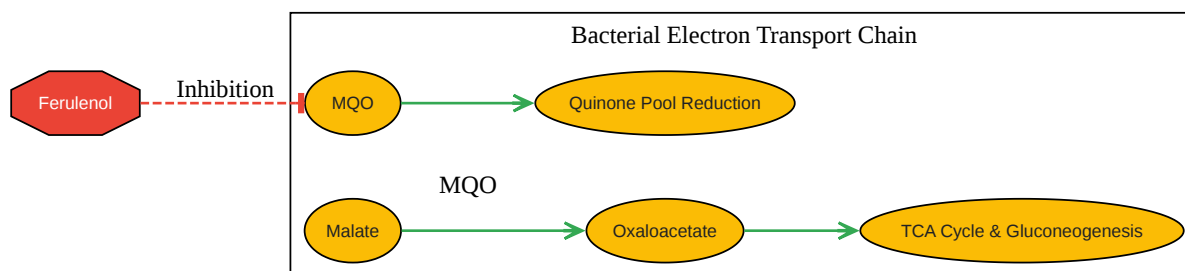 Bacterial Electron Transport Chain
Ferulenol
Inhibition
MQO
Quinone Pool Reduction
MQO
Malate
Oxaloacetate
TCA Cycle & Gluconeogenesis